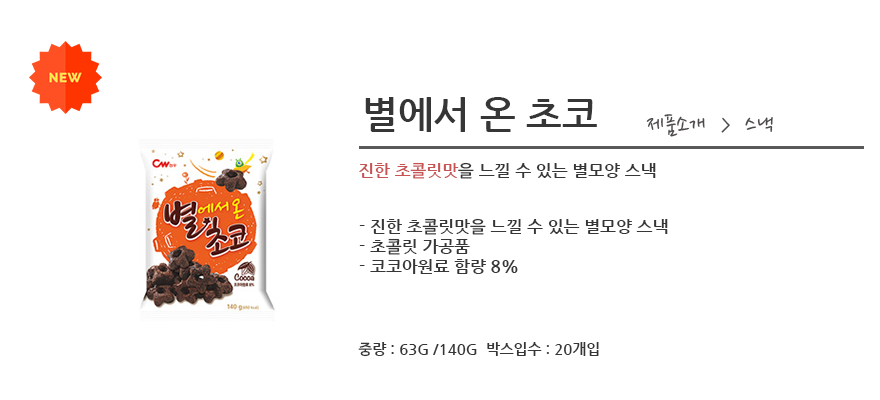 NEW
별에서 온 초코
제품소개 > 스낵
진한 초콜릿맛을 느낄 수 있는 별모양 스낵
- 진한 초콜릿맛을 느낄 수 있는 별모양 스낵
- 초콜릿 가공품
- 코코아원료 함량 8%
중량 : 63G /140G 박스입수 : 20개입
CW
별에서 온
초코
Cocoa
140 g